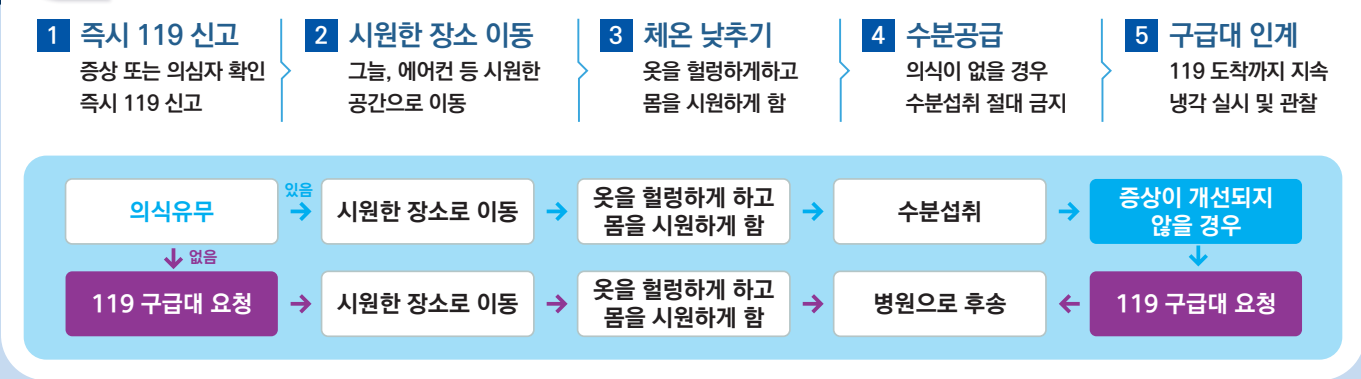 1 즉시 119 신고
증상 또는 의심자 확인
즉시 119 신고
2 시원한 장소 이동
그늘, 에어컨 등 시원한
공간으로 이동
3 체온 낮추기
옷을 헐렁하게하고
몸을 시원하게 함
4 수분공급
의식이 없을 경우
수분섭취 절대 금지
5 구급대 인계
119 도착까지 지속
냉각 실시 및 관찰
의식유무
있음
시원한 장소로 이동
옷을 헐렁하게 하고
몸을 시원하게 함
수분섭취
증상이 개선되지
않을 경우
없음
119 구급대 요청
시원한 장소로 이동
옷을 헐렁하게 하고
몸을 시원하게 함
병원으로 후송
119 구급대 요청